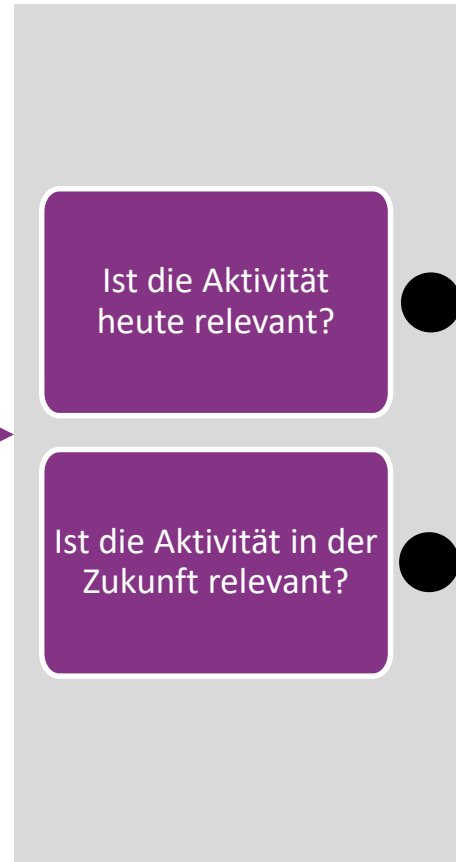 Ist die Aktivität
heute relevant?
Ist die Aktivität in der
Zukunft relevant?